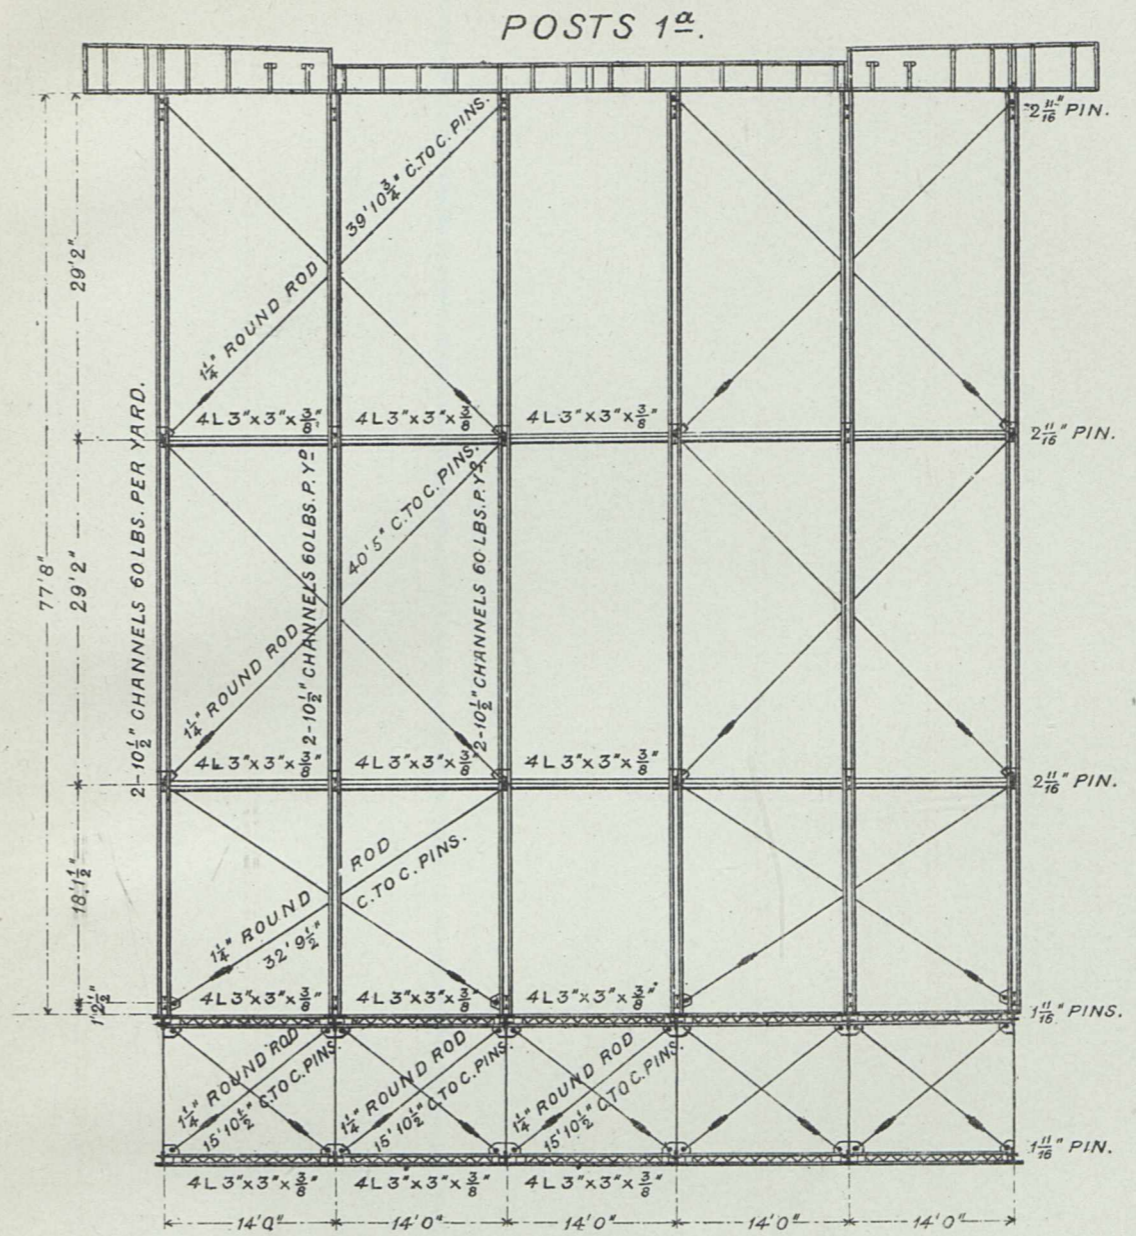 POSTS 1ª.
2 11/16" PIN.
39'10 3/4" C.TO C. PINS.
29'2"
1 1/4" ROUND ROD
4 L 3"x 3"x 3/8"
4 L 3"x 3"x 3/8"
4 L 3"x 3"x 3/8"
2 11/16" PIN.
2-10 1/2" CHANNELS 60 LBS. PER YARD.
2-10 1/2" CHANNELS 60 LBS. P. Yᴰ
2-10 1/2" CHANNELS 60 LBS. P. Yᴰ.
40'5" C.TO C. PINS.
77'8"
29'2"
1 1/4" ROUND ROD
4 L 3"x 3"x 3/8"
4 L 3"x 3"x 3/8"
4 L 3"x 3"x 3/8"
2 11/16" PIN.
18'.1 1/2"
1 1/4" ROUND ROD
32' 9 1/2" C.TO C. PINS.
4 L 3"x 3"x 3/8"
4 L 3"x 3"x 3/8"
4 L 3"x 3"x 3/8"
1'2 1/2"
1 11/16" PINS.
1 1/4" ROUND ROD
15'10 1/2" C.TO C. PINS.
1 1/4" ROUND ROD
15'10 1/2" C.TO C. PINS.
1 1/4" ROUND ROD
15'10 1/2" C.TO C. PINS.
1 11/16" PIN.
4 L 3"x 3"x 3/8"
4 L 3"x 3"x 3/8"
4 L 3"x 3"x 3/8"
14'0" 14'0" 14'0" 14'0" 14'0"